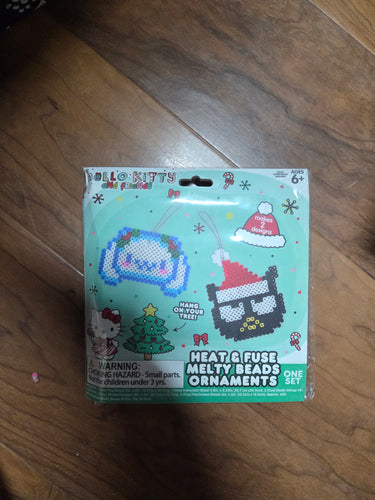 HELLO KITTY
AND FRIENDS
AGES
6+
makes
2
designs
HANG
ON YOUR
TREE!
WARNING:
CHOKING HAZARD - Small parts.
Not for children under 3 yrs.
HEAT & FUSE
MELTY BEADS
ORNAMENTS
ONE
SET